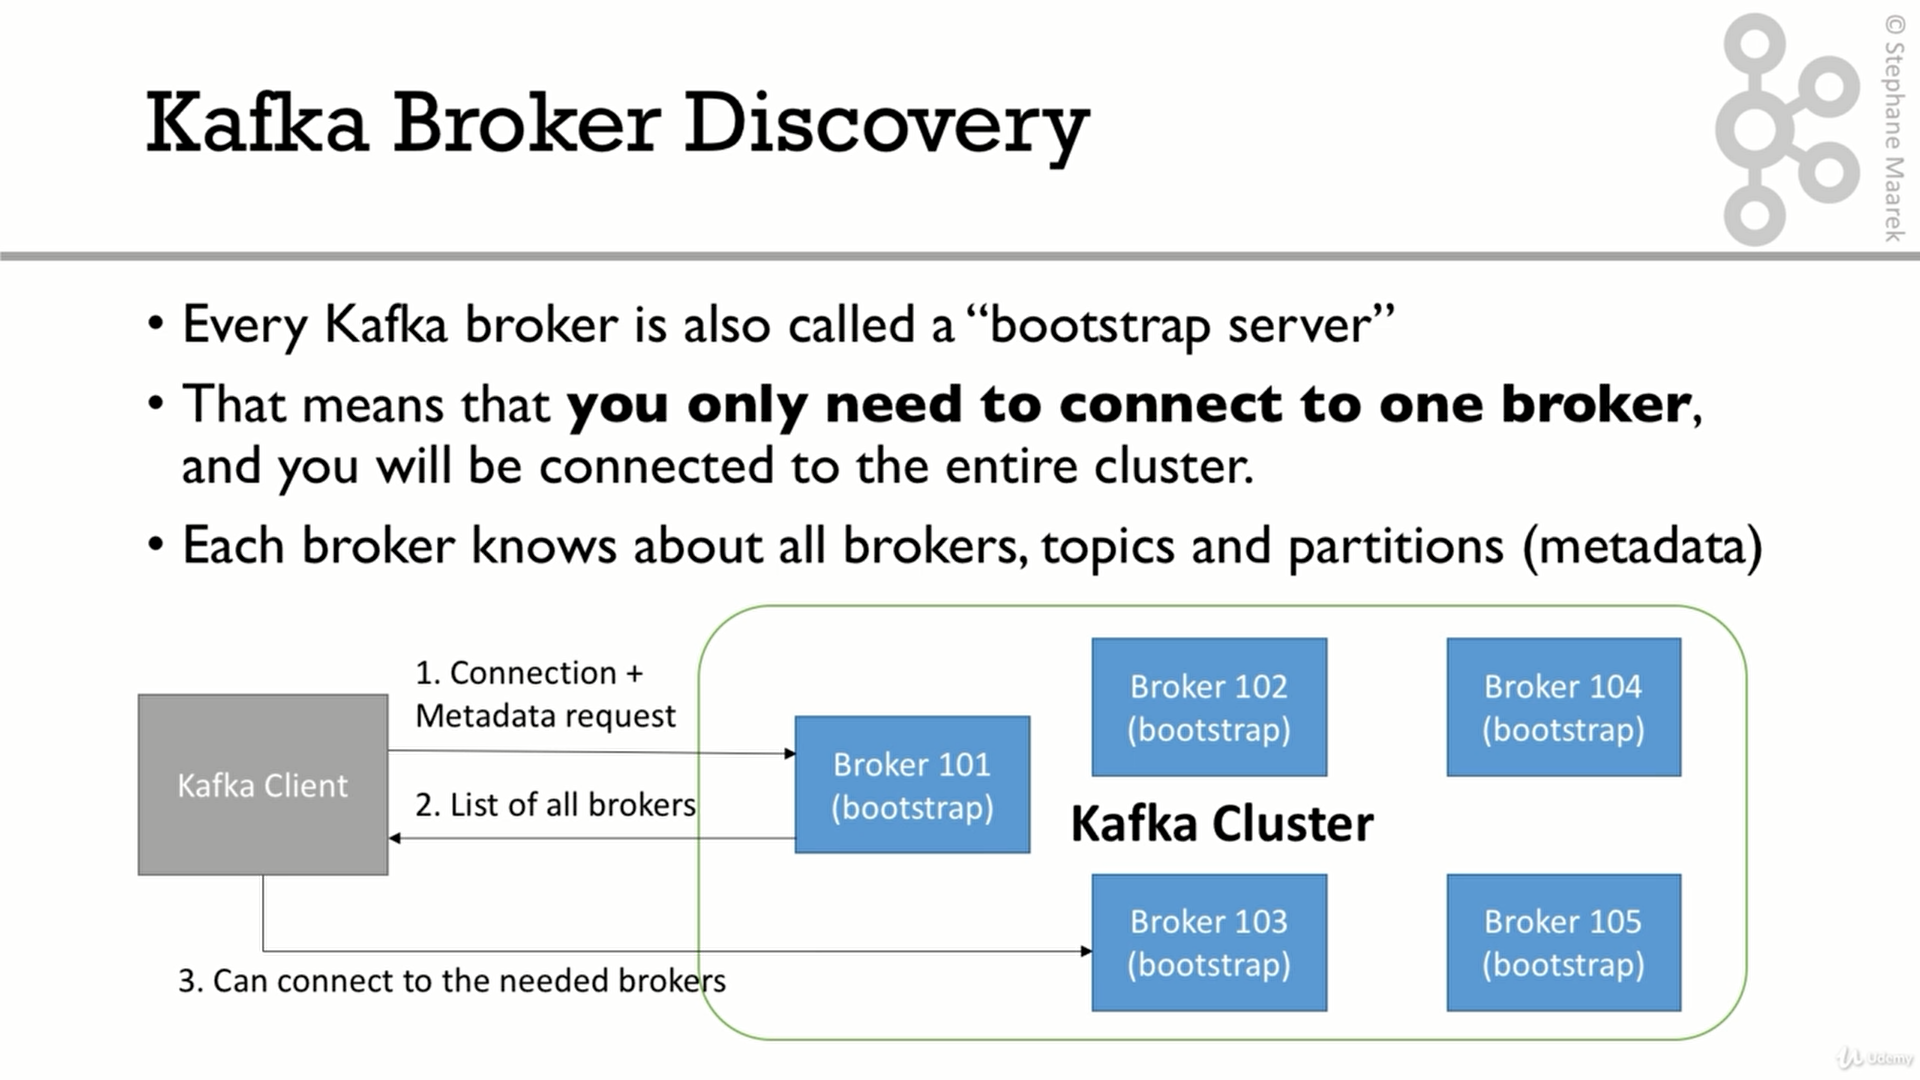 © Stephane Maarek
Kafka Broker Discovery
• Every Kafka broker is also called a “bootstrap server”
• That means that you only need to connect to one broker,
and you will be connected to the entire cluster.
• Each broker knows about all brokers, topics and partitions (metadata)
1. Connection +
Metadata request
Kafka Client
2. List of all brokers
3. Can connect to the needed brokers
Broker 101
(bootstrap)
Broker 102
(bootstrap)
Broker 104
(bootstrap)
Kafka Cluster
Broker 103
(bootstrap)
Broker 105
(bootstrap)
Udemy